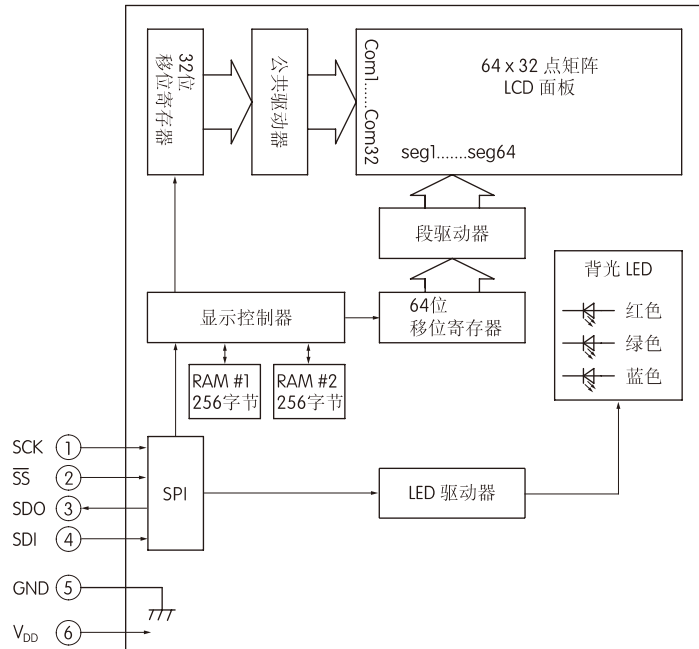 32位
移位寄存器
公共驱动器
Com1......Com32
64 x 32 点矩阵
LCD 面板
seg1.......seg64
段驱动器
背光 LED
红色
绿色
蓝色
显示控制器
64位
移位寄存器
RAM #1
256字节
RAM #2
256字节
SCK 1
SS 2
SDO 3
SDI 4
SPI
LED 驱动器
GND 5
VDD 6